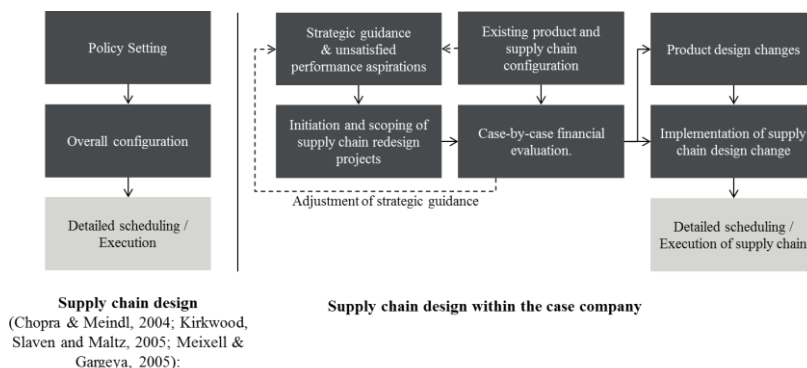 Policy Setting
Overall configuration
Detailed scheduling /
Execution
Supply chain design
(Chopra & Meindl, 2004; Kirkwood,
Slaven and Maltz, 2005; Meixell &
Gargeya, 2005):
Strategic guidance
& unsatisfied
performance aspirations
Existing product and
supply chain
configuration
Product design changes
Initiation and scoping of
supply chain redesign
projects
Case-by-case financial
evaluation.
Implementation of supply
chain design change
Adjustment of strategic guidance
Detailed scheduling /
Execution of supply chain
Supply chain design within the case company